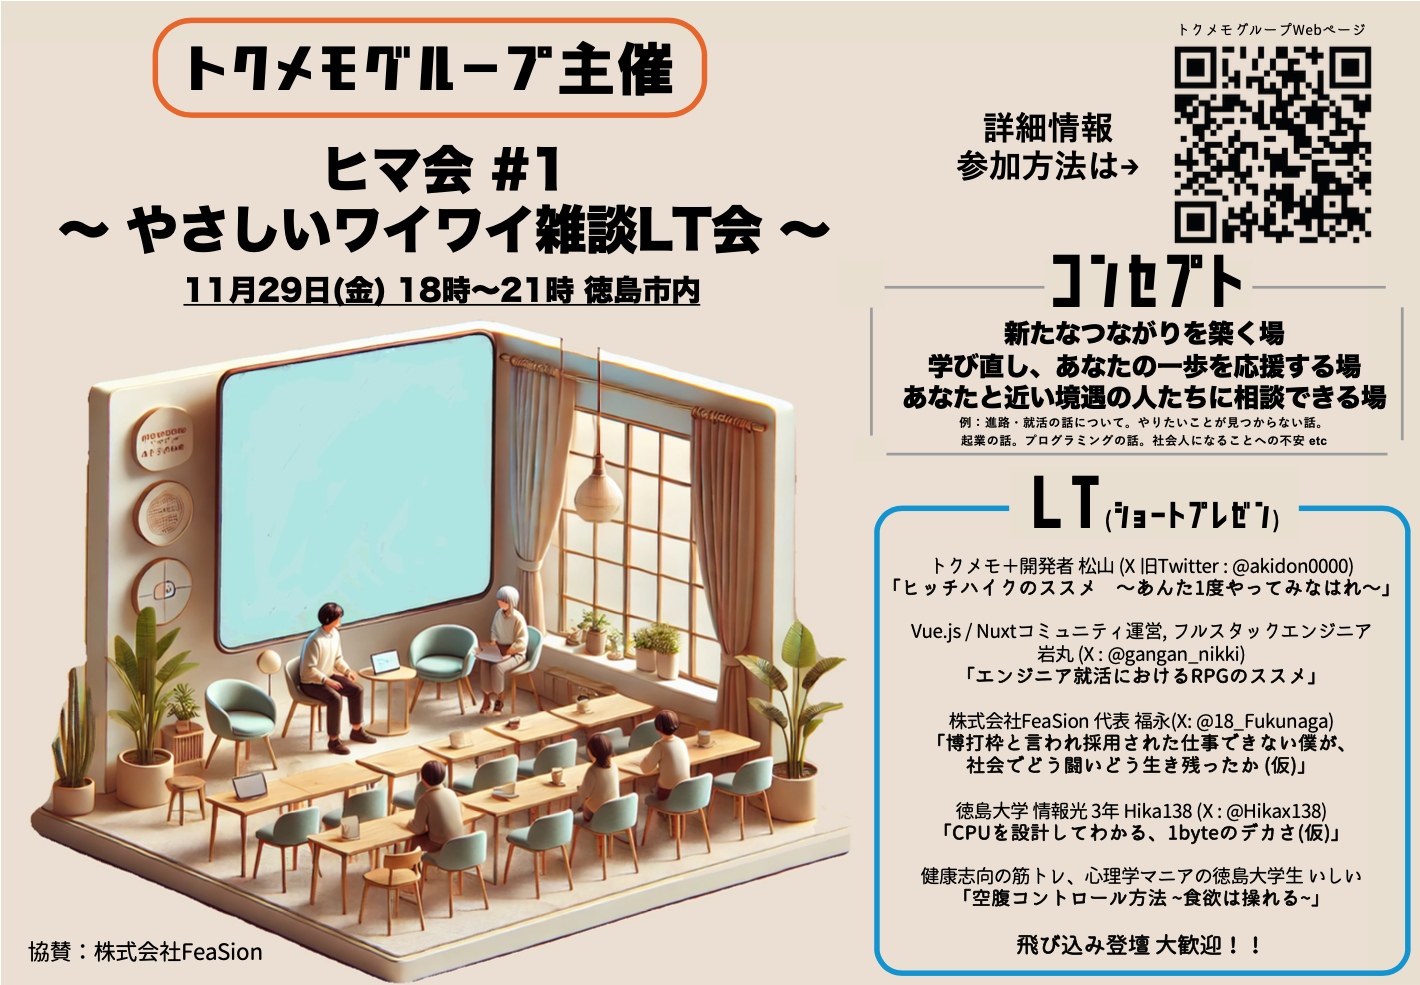 トクメモグループ主催
ヒマ会 #1
～ やさしいワイワイ雑談LT会 ～
11月29日(金) 18時～21時 徳島市内
協賛：株式会社FeaSion
トクメモグループWebページ
詳細情報
参加方法は→
コンセプト
新たなつながりを築く場
学び直し、あなたの一歩を応援する場
あなたと近い境遇の人たちに相談できる場
例：進路・就活の話について。やりたいことが見つからない話。
起業の話。プログラミングの話。社会人になることへの不安 etc
LT(ショートプレゼン)
トクメモ＋開発者 松山 (X 旧Twitter : @akidon0000)
「ヒッチハイクのススメ　～あんた1度やってみなはれ～」
Vue.js / Nuxtコミュニティ運営, フルスタックエンジニア
岩丸 (X : @gangan_nikki)
「エンジニア就活におけるRPGのススメ」
株式会社FeaSion 代表 福永(X: @18_Fukunaga)
「博打枠と言われ採用された仕事できない僕が、
社会でどう闘いどう生き残ったか (仮)」
徳島大学 情報光 3年 Hika138 (X : @Hikax138)
「CPUを設計してわかる、1byteのデカさ(仮)」
健康志向の筋トレ、心理学マニアの徳島大学生 いしい
「空腹コントロール方法 ~食欲は操れる~」
飛び込み登壇 大歓迎！！